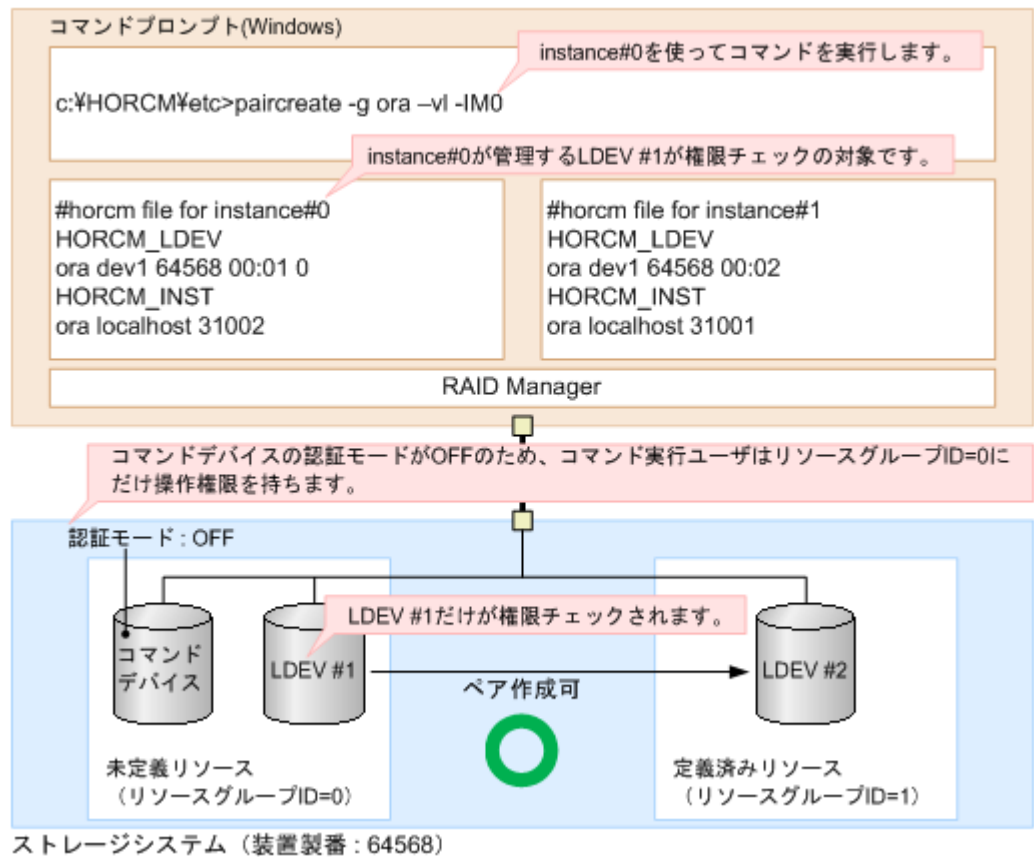 コマンドプロンプト(Windows)
instance#0を使ってコマンドを実行します。
c:¥HORCM¥etc>paircreate -g ora –vl -IM0
instance#0が管理するLDEV #1が権限チェックの対象です。
#horcm file for instance#0
HORCM_LDEV
ora dev1 64568 00:01 0
HORCM_INST
ora localhost 31002
#horcm file for instance#1
HORCM_LDEV
ora dev1 64568 00:02
HORCM_INST
ora localhost 31001
RAID Manager
コマンドデバイスの認証モードがOFFのため、コマンド実行ユーザはリソースグループID=0に
だけ操作権限を持ちます。
認証モード : OFF
LDEV #1だけが権限チェックされます。
コマンド
デバイス
LDEV #1
LDEV #2
ペア作成可
未定義リソース
（リソースグループID=0）
定義済みリソース
（リソースグループID=1）
ストレージシステム（装置製番 : 64568）